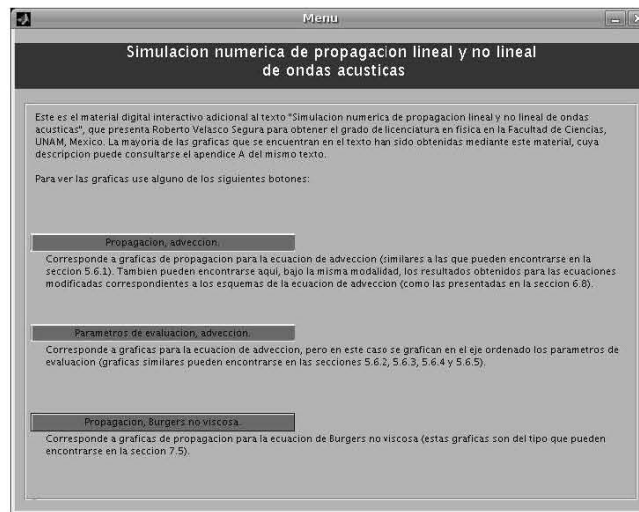 Menu
Simulacion numerica de propagacion lineal y no lineal
de ondas acusticas
Este es el material digital interactivo adicional al texto "Simulacion numerica de propagacion lineal y no lineal de ondas
acusticas", que presenta Roberto Velasco Segura para obtener el grado de licenciatura en fisica en la Facultad de Ciencias,
UNAM, Mexico. La mayoria de las graficas que se encuentran en el texto han sido obtenidas mediante este material, cuya
descripcion puede consultarse el apendice A del mismo texto.
Para ver las graficas use alguno de los siguientes botones:
Propagacion, adveccion.
Corresponde a graficas de propagacion para la ecuacion de adveccion (similares a las que pueden encontrarse en la
seccion 5.6.1). Tambien pueden encontrarse aqui, bajo la misma modalidad, los resultados obtenidos para las ecuaciones
modificadas correspondientes a los esquemas de la ecuacion de adveccion (como las presentadas en la seccion 6.8).
Parametros de evaluacion, adveccion.
Corresponde a graficas para la ecuacion de adveccion, pero en este caso se grafican en el eje ordenado los parametros de
evaluacion (graficas similares pueden encontrarse en las secciones 5.6.2, 5.6.3, 5.6.4 y 5.6.5).
Propagacion, Burgers no viscosa.
Corresponde a graficas de propagacion para la ecuacion de Burgers no viscosa (estas graficas son del tipo que pueden
encontrarse en la seccion 7.5).